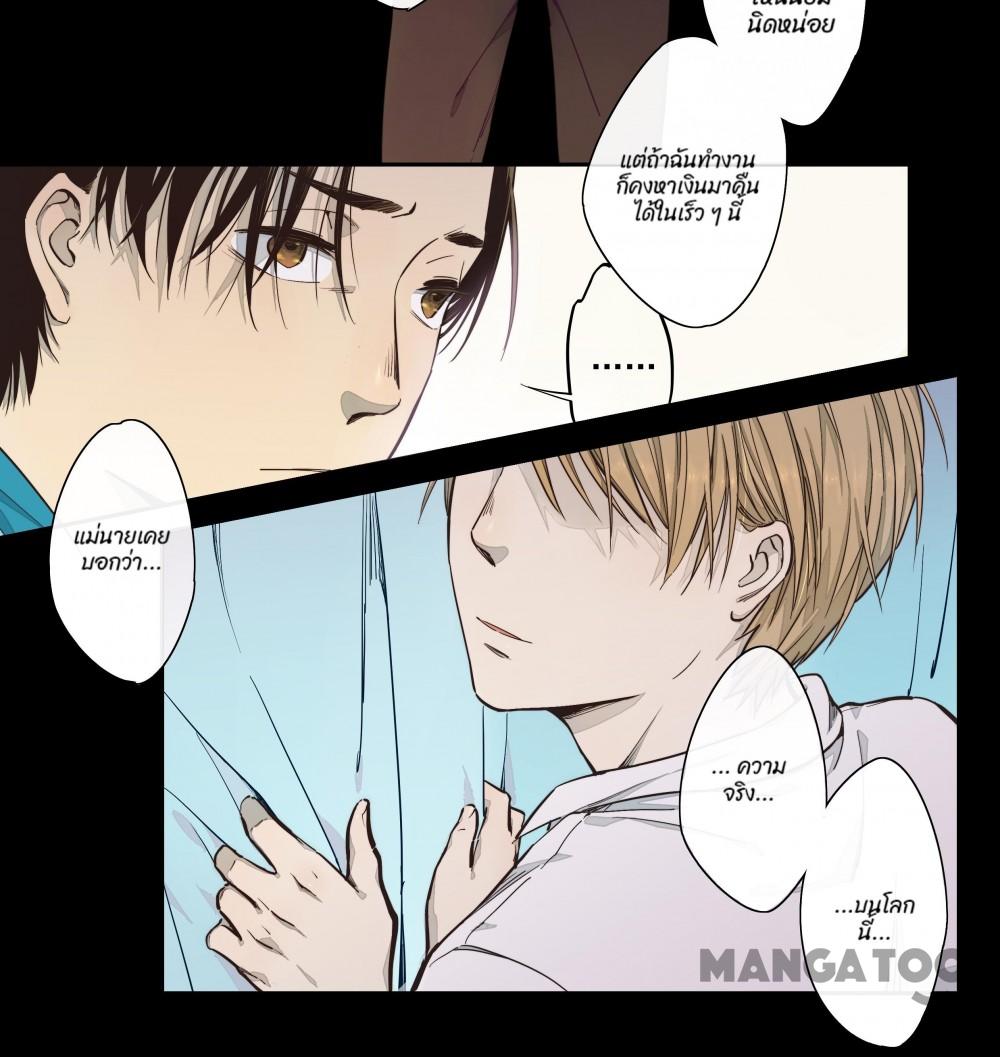 นิดหน่อย
แต่ถ้าฉันทำงาน
ก็คงหาเงินมาคืน
ได้ในเร็ว ๆ นี้
......
แม่นายเคย
บอกว่า...
... ความ
จริง...
...บนโลก
นี้...
MANGATOO